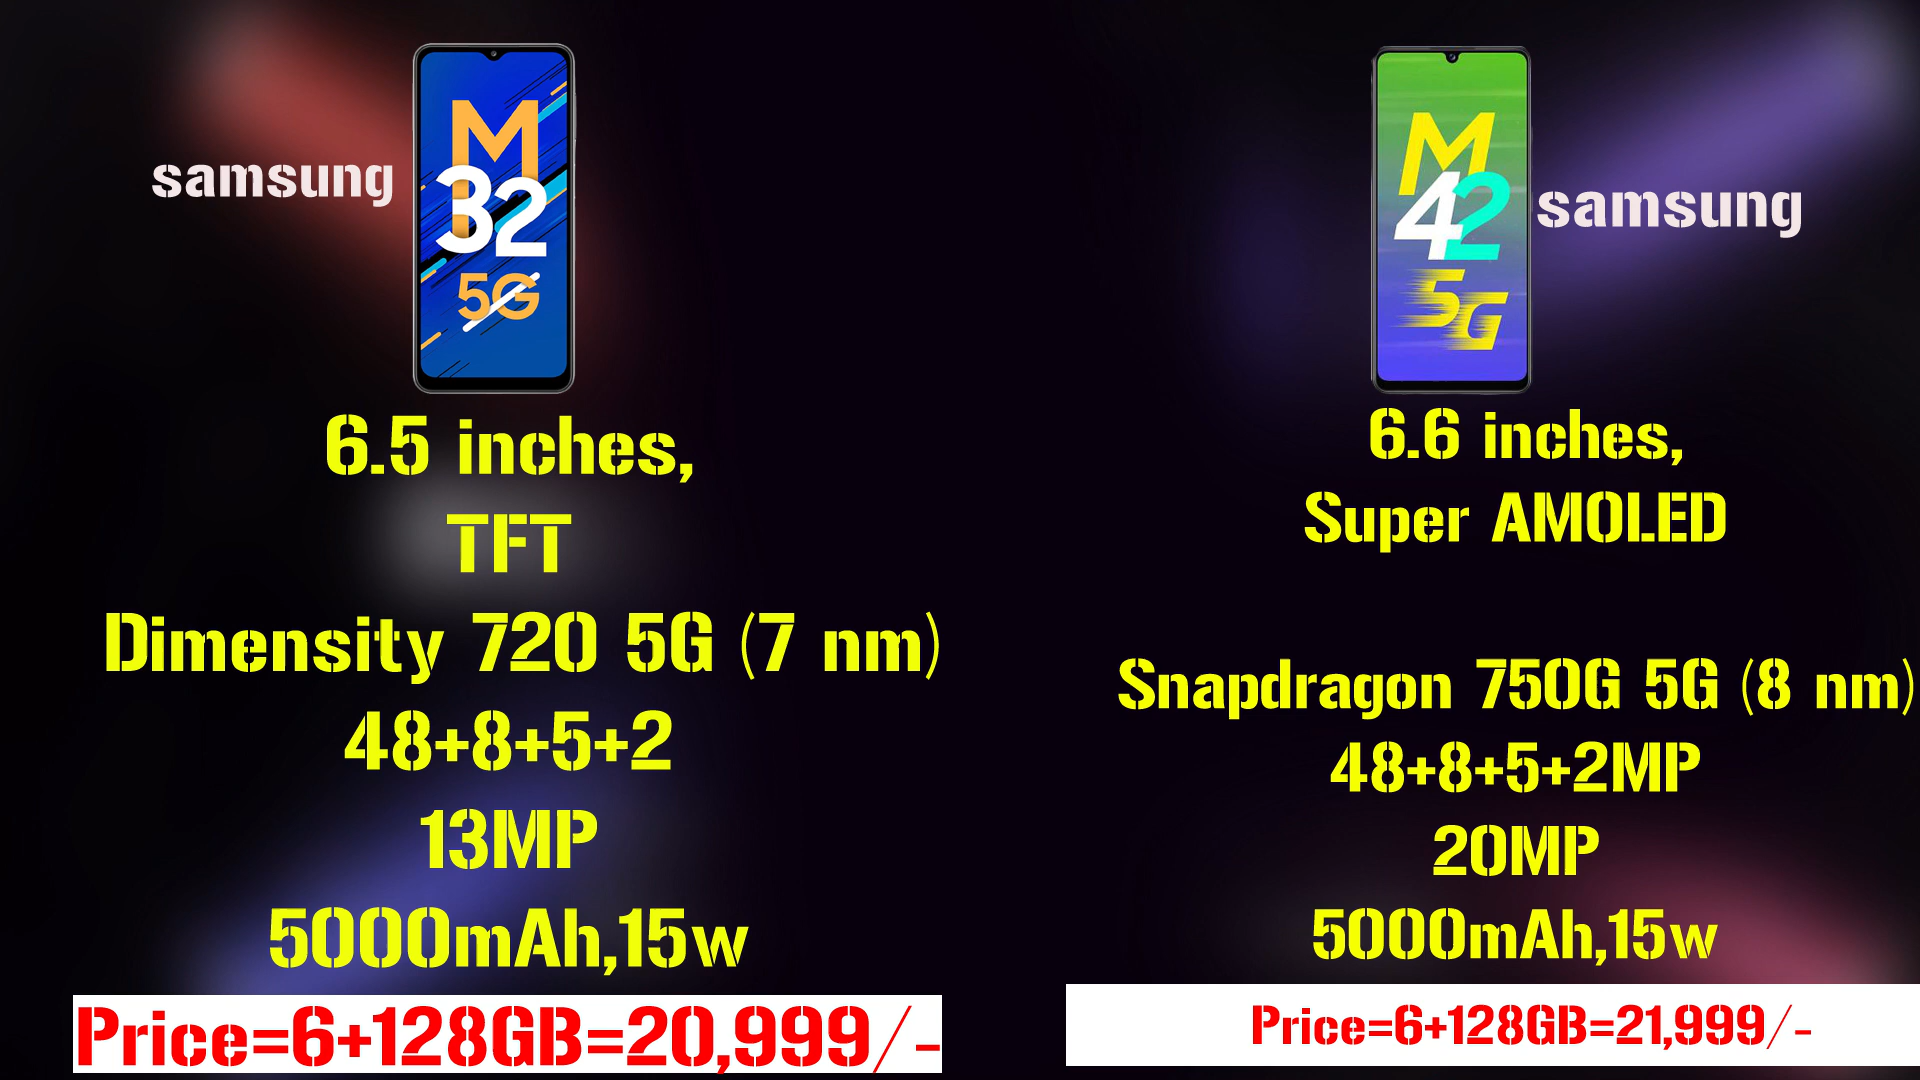 samsung
M
32
5G
6.5 inches,
TFT
Dimensity 720 5G (7 nm)
48+8+5+2
13MP
5000mAh,15w
Price=6+128GB=20,999/-
M
42
5G
samsung
6.6 inches,
Super AMOLED
Snapdragon 750G 5G (8 nm)
48+8+5+2MP
20MP
5000mAh,15w
Price=6+128GB=21,999/-